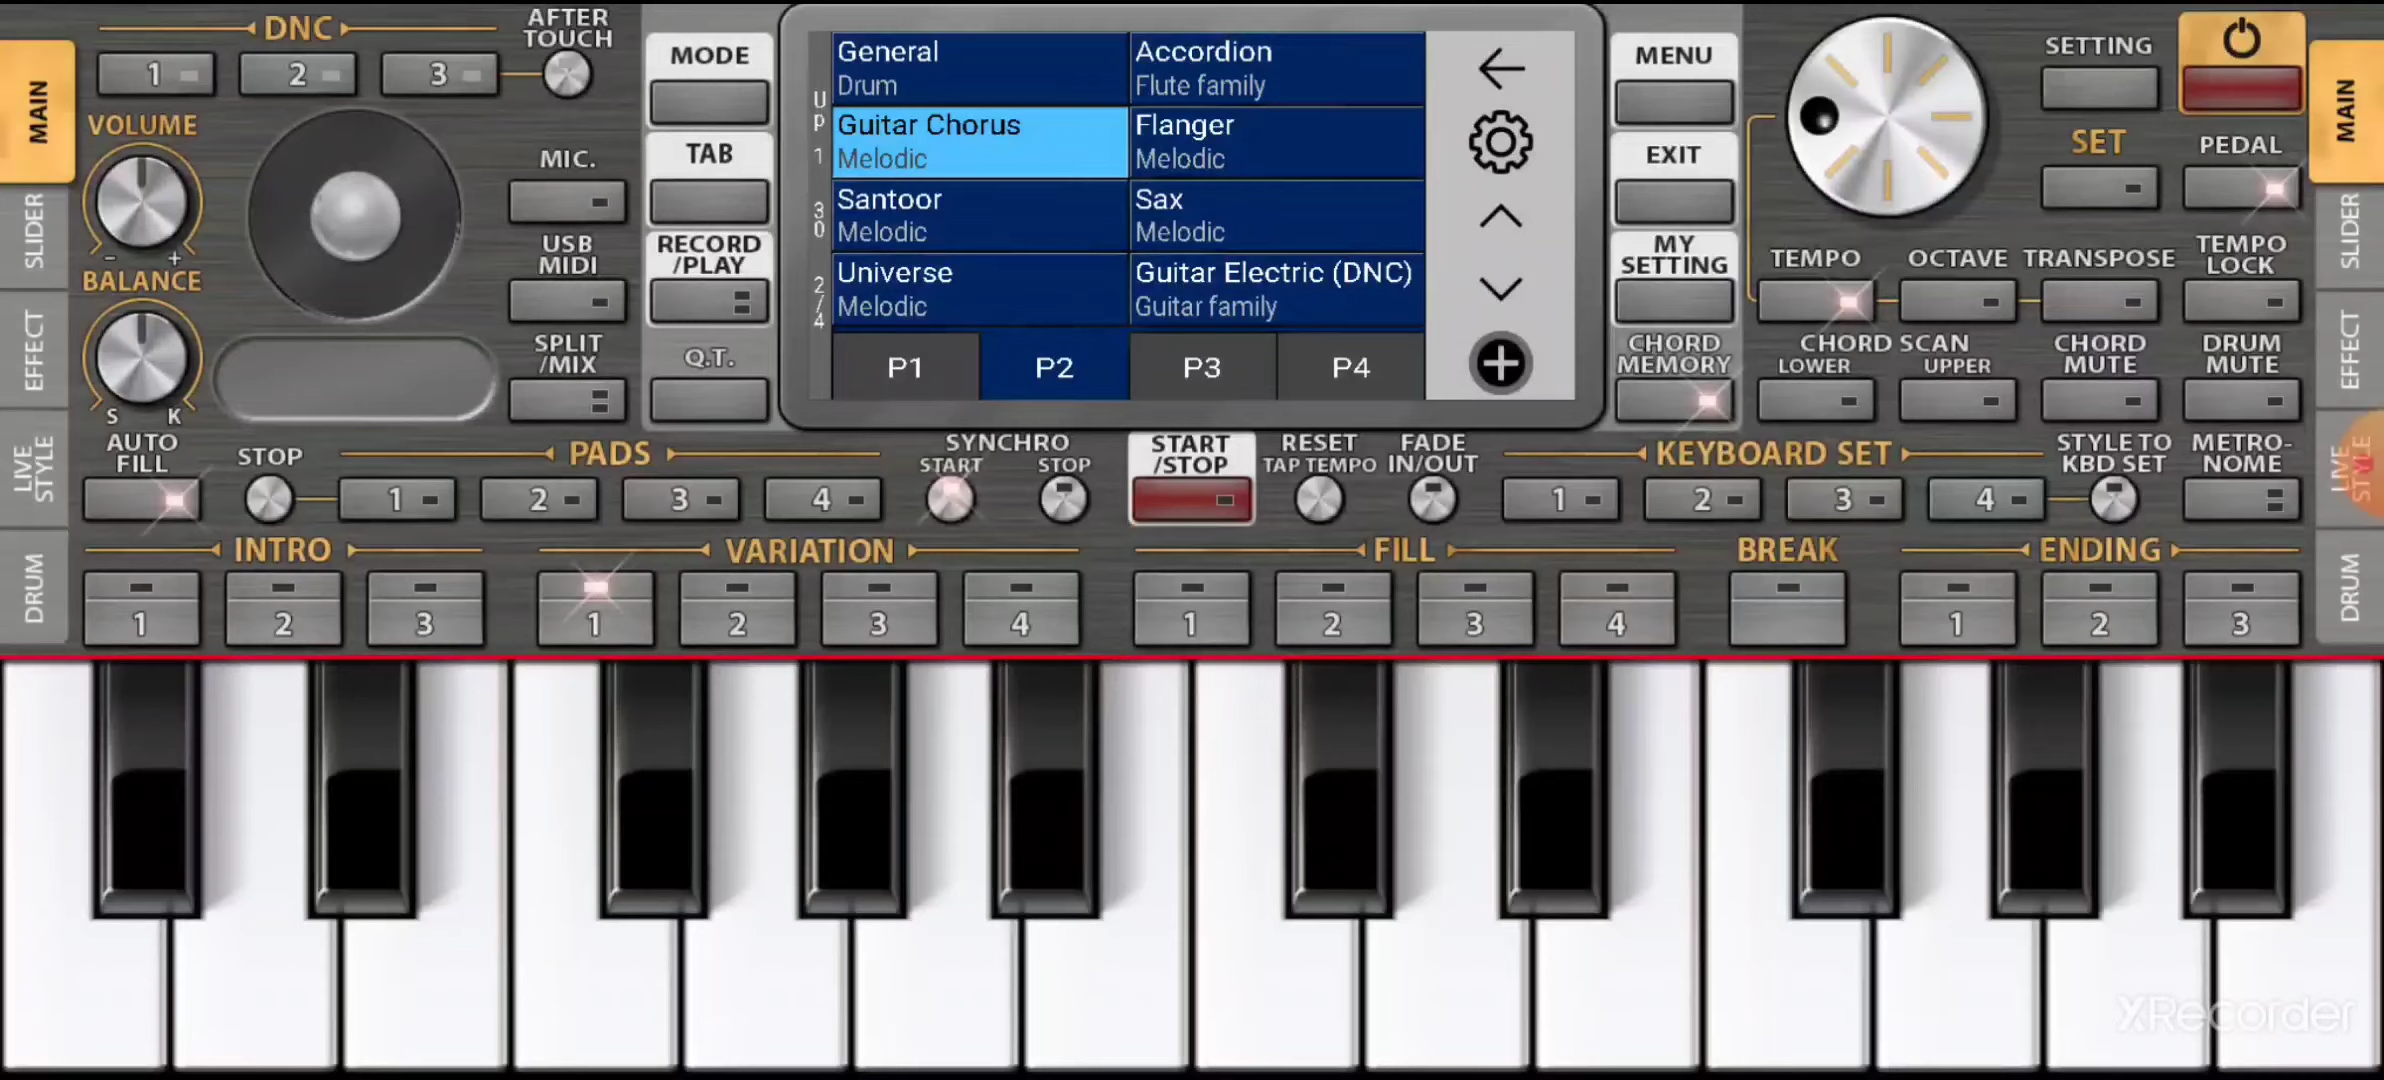 DNC
AFTER
TOUCH
1
2
3
MAIN
VOLUME
- +
BALANCE
S K
SLIDER
EFFECT
LIVE
STYLE
DRUM
MIC.
USB
MIDI
SPLIT
/MIX
MODE
TAB
RECORD
/PLAY
Q.T.
Up
1
30
2/4
General
Drum
Accordion
Flute family
Guitar Chorus
Melodic
Flanger
Melodic
Santoor
Melodic
Sax
Melodic
Universe
Melodic
Guitar Electric (DNC)
Guitar family
P1
P2
P3
P4
MENU
EXIT
MY
SETTING
CHORD
MEMORY
SETTING
SET
PEDAL
TEMPO
OCTAVE
TRANSPOSE
TEMPO
LOCK
CHORD SCAN
LOWER
UPPER
CHORD
MUTE
DRUM
MUTE
MAIN
SLIDER
EFFECT
LIVE
STYLE
DRUM
AUTO
FILL
STOP
PADS
1
2
3
4
SYNCHRO
START
STOP
START
/STOP
RESET
TAP TEMPO
FADE
IN/OUT
KEYBOARD SET
1
2
3
4
STYLE TO
KBD SET
METRO-
NOME
INTRO
1
2
3
VARIATION
1
2
3
4
FILL
1
2
3
4
BREAK
ENDING
1
2
3
XRecorder